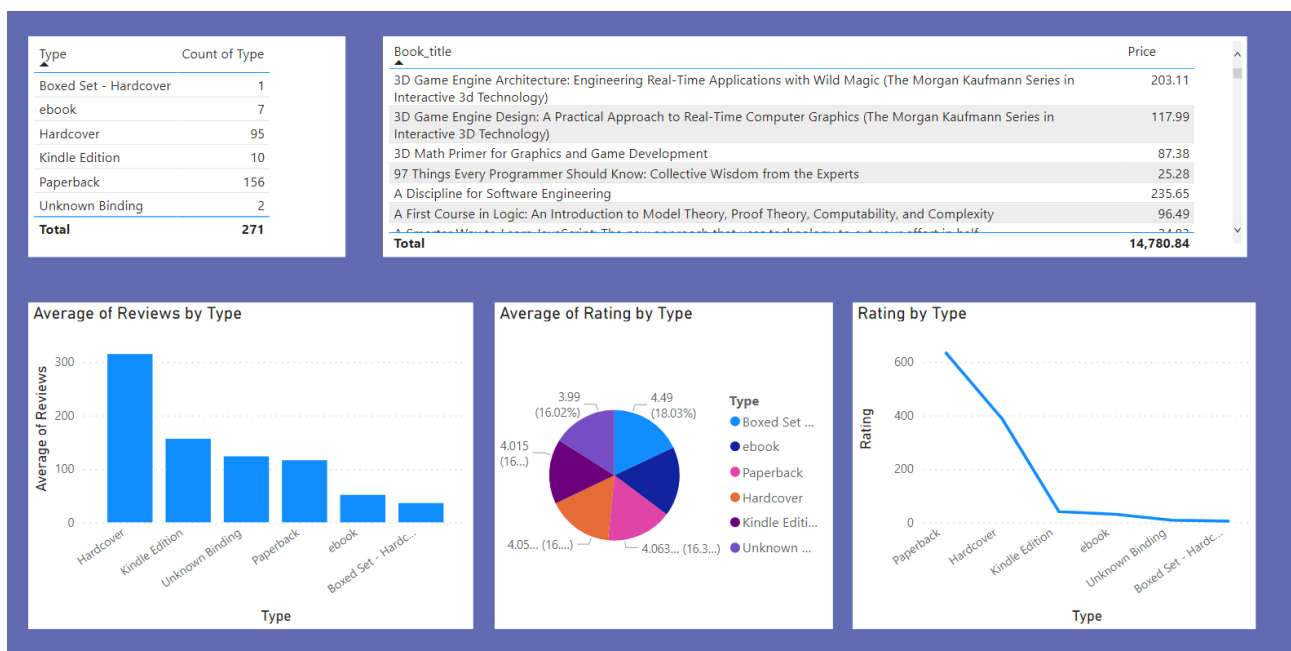 Type Count of Type
Boxed Set - Hardcover 1
ebook 7
Hardcover 95
Kindle Edition 10
Paperback 156
Unknown Binding 2
Total 271
Book_title Price
3D Game Engine Architecture: Engineering Real-Time Applications with Wild Magic (The Morgan Kaufmann Series in 203.11
Interactive 3d Technology)
3D Game Engine Design: A Practical Approach to Real-Time Computer Graphics (The Morgan Kaufmann Series in 117.99
Interactive 3D Technology)
3D Math Primer for Graphics and Game Development 87.38
97 Things Every Programmer Should Know: Collective Wisdom from the Experts 25.28
A Discipline for Software Engineering 235.65
A First Course in Logic: An Introduction to Model Theory, Proof Theory, Computability, and Complexity 96.49
Total 14,780.84
Average of Reviews by Type
Average of Reviews
300
200
100
0
Hardcover
Kindle Edition
Unknown Binding
Paperback
ebook
Boxed Set - Hardc...
Type
Average of Rating by Type
3.99
(16.02%)
4.49
(18.03%)
4.015
(16...)
4.05... (16....)
4.063... (16.3...)
Type
Boxed Set ...
ebook
Paperback
Hardcover
Kindle Editi...
Unknown ...
Rating by Type
Rating
600
400
200
0
Paperback
Hardcover
Kindle Edition
ebook
Unknown Binding
Boxed Set - Hardc...
Type